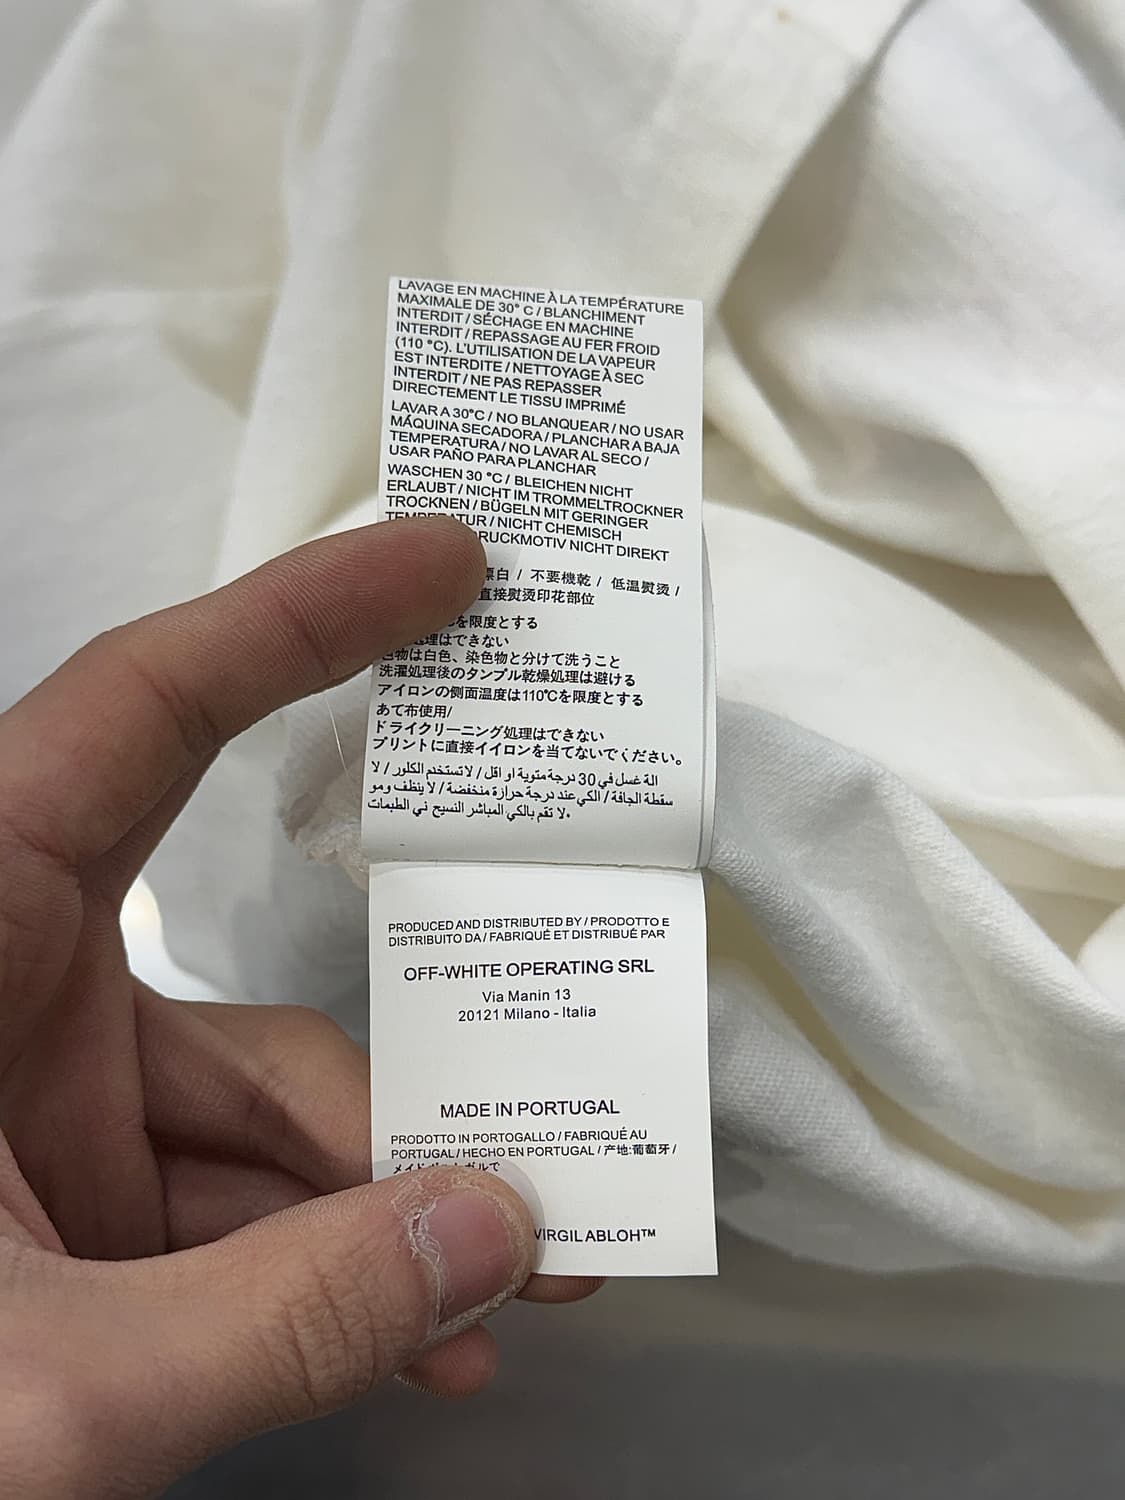 LAVAGE EN MACHINE À LA TEMPÉRATURE
MAXIMALE DE 30° C / BLANCHIMENT
INTERDIT / SÉCHAGE EN MACHINE
INTERDIT / REPASSAGE AU FER FROID
(110 °C). L'UTILISATION DE LA VAPEUR
EST INTERDITE / NETTOYAGE À SEC
INTERDIT / NE PAS REPASSER
DIRECTEMENT LE TISSU IMPRIMÉ
LAVAR A 30°C / NO BLANQUEAR / NO USAR
MÁQUINA SECADORA / PLANCHAR A BAJA
TEMPERATURA / NO LAVAR AL SECO /
USAR PAÑO PARA PLANCHAR
WASCHEN 30 °C / BLEICHEN NICHT
ERLAUBT / NICHT IM TROMMELTROCKNER
TROCKNEN / BÜGELN MIT GERINGER
TEMPERATUR / NICHT CHEMISCH
RUCKMOTIV NICHT DIREKT
漂白 / 不要機乾 / 低温熨烫 /
直接熨烫印花部位
を限度とする
処理はできない
色物は白色、染色物と分けて洗うこと
洗濯処理後のタンブル乾燥処理は避ける
アイロンの側面温度は110℃を限度とする
あて布使用/
ドライクリーニング処理はできない
プリントに直接イイロンを当てないでください。
الة غسل في 30 درجة متوية او اقل / لا تستخدم الكلور / لا
سقطة الجافة / الكي عند درجة حرارة منخفضة / لا ينظف ومو
لا تقم بالكي المباشر النسيج ني الطبمات.
PRODUCED AND DISTRIBUTED BY / PRODOTTO E
DISTRIBUITO DA / FABRIQUÉ ET DISTRIBUÉ PAR
OFF-WHITE OPERATING SRL
Via Manin 13
20121 Milano - Italia
MADE IN PORTUGAL
PRODOTTO IN PORTOGALLO / FABRIQUÉ AU
PORTUGAL / HECHO EN PORTUGAL / 产地:葡萄牙 /
メイド
VIRGIL ABLOH™